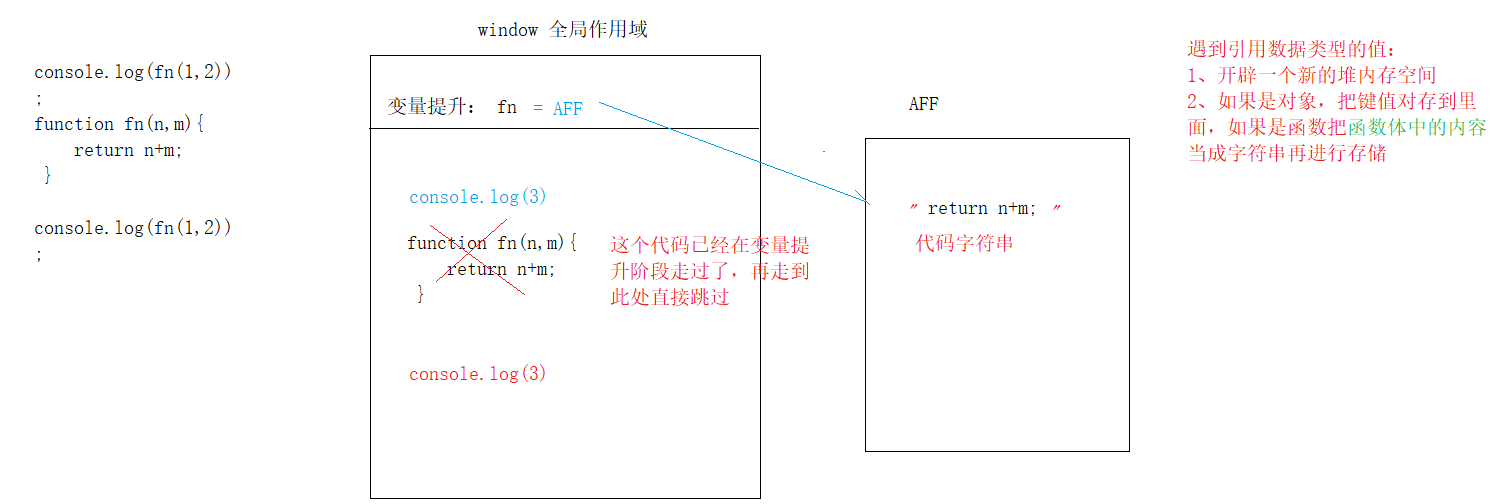 window 全局作用域
console.log(fn(1,2))
;
function fn(n,m){
return n+m;
}
console.log(fn(1,2))
;
变量提升: fn = AFF
console.log(3)
function fn(n,m){
return n+m;
}
这个代码已经在变量提
升阶段走过了，再走到
此处直接跳过
console.log(3)
AFF
" return n+m; "
代码字符串
遇到引用数据类型的值：
1、开辟一个新的堆内存空间
2、如果是对象，把键值对存到里
面，如果是函数把函数体中的内容
当成字符串再进行存储